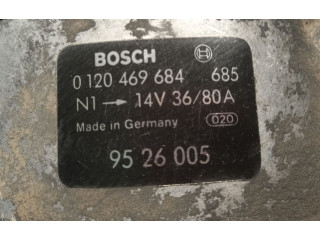 BOSCH
0 120 469 684 685
N1 → 14V 36/80A
Made in Germany 020
95 26 005